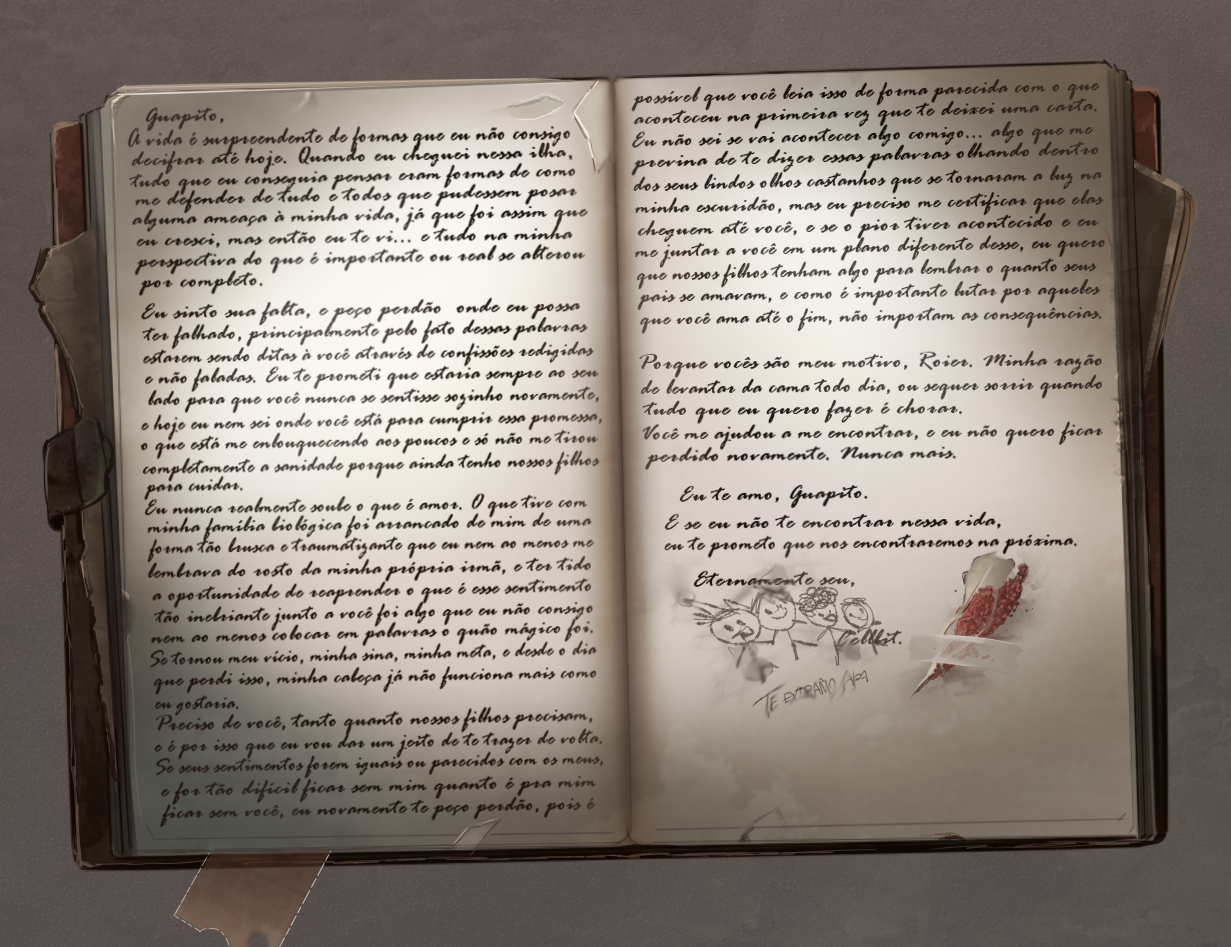 Guapito,
A vida é surpreendente de formas que eu não consigo
decifrar até hoje. Quando eu cheguei nessa ilha,
tudo que eu conseguia pensar eram formas de como
me defender de tudo e todos que pudessem posar
alguma ameaça à minha vida, já que foi assim que
eu cresci, mas então eu te vi... e tudo na minha
perspectiva do que é importante ou real se alterou
por completo.
Eu sinto sua falta, e peço perdão onde eu possa
ter falhado, principalmente pelo fato dessas palavras
estarem sendo ditas à você através de confissões redigidas
e não faladas. Eu te prometi que estaria sempre ao seu
lado para que você nunca se sentisse sozinho novamente,
e hoje eu nem sei onde você está para cumprir essa promessa,
o que está me enlouquecendo aos poucos e só não me tirou
completamente a sanidade porque ainda tenho nossos filhos
para cuidar.
Eu nunca realmente soube o que é amor. O que tive com
minha família biológica foi arrancado de mim de uma
forma tão brusca e traumatizante que eu nem ao menos me
lembrava do rosto da minha própria irmã, e ter tido
a oportunidade de reaprender o que é esse sentimento
tão inebriante junto a você foi algo que eu não consigo
nem ao menos colocar em palavras o quão mágico foi.
Se tornou meu vício, minha sina, minha meta, e desde o dia
que perdi isso, minha cabeça já não funciona mais como
eu gostaria.
Preciso de você, tanto quanto nossos filhos precisam,
e é por isso que eu vou dar um jeito de te trazer de volta.
Se seus sentimentos forem iguais ou parecidos com os meus,
e for tão difícil ficar sem mim quanto é pra mim
ficar sem você, eu novamente te peço perdão, pois é
possível que você leia isso de forma parecida com o que
aconteceu na primeira vez que te deixei uma carta.
Eu não sei se vai acontecer algo comigo... algo que me
previna de te dizer essas palavras olhando dentro
dos seus lindos olhos castanhos que se tornaram a luz na
minha escuridão, mas eu preciso me certificar que elas
cheguem até você, e se o pior tiver acontecido e eu
me juntar a você em um plano diferente desse, eu quero
que nossos filhos tenham algo para lembrar o quanto seus
pais se amavam, e como é importante lutar por aqueles
que você ama até o fim, não importam as consequências.
Porque vocês são meu motivo, Roier. Minha razão
de levantar da cama todo dia, ou sequer sorrir quando
tudo que eu quero fazer é chorar.
Você me ajudou a me encontrar, e eu não quero ficar
perdido novamente. Nunca mais.
Eu te amo, Guapito.
E se eu não te encontrar nessa vida,
eu te prometo que nos encontraremos na próxima.
Eternamente seu,
Cellbit.
TE EXTRAÑO APA